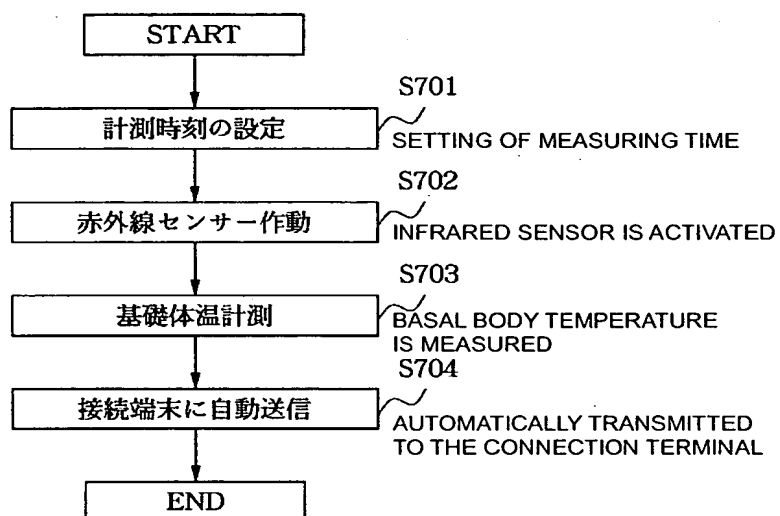 START
S701
計測時刻の設定
SETTING OF MEASURING TIME
S702
赤外線センサー作動
INFRARED SENSOR IS ACTIVATED
S703
基礎体温計測
BASAL BODY TEMPERATURE
IS MEASURED
S704
接続端末に自動送信
AUTOMATICALLY TRANSMITTED
TO THE CONNECTION TERMINAL
END